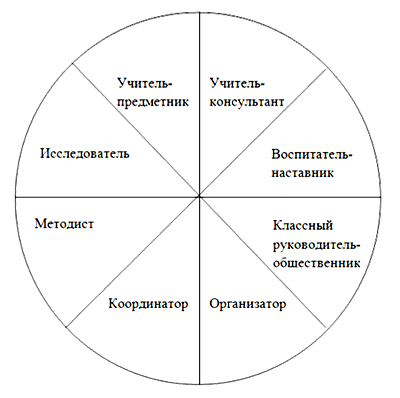 Учитель-
предметник
Учитель-
консультант
Исследователь
Воспитатель-
наставник
Методист
Классный
руководитель-
общественник
Координатор
Организатор